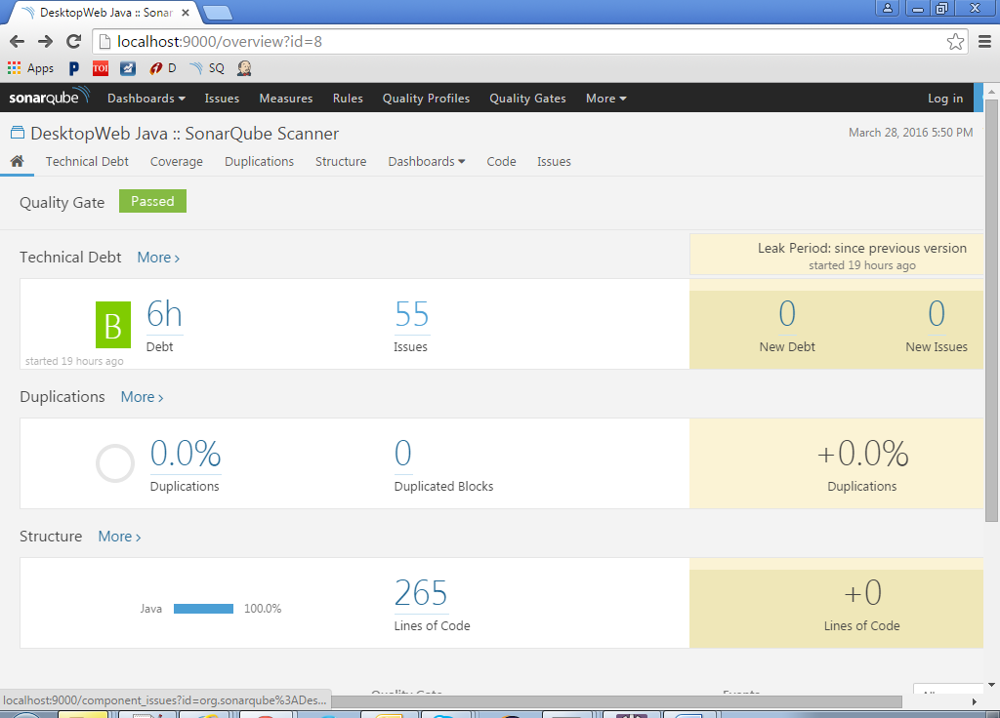 DesktopWeb Java :: Sonar
localhost:9000/overview?id=8
Apps P TOI D SQ
sonarqube Dashboards Issues Measures Rules Quality Profiles Quality Gates More Log in
DesktopWeb Java :: SonarQube Scanner March 28, 2016 5:50 PM
Technical Debt Coverage Duplications Structure Dashboards Code Issues
Quality Gate Passed
Leak Period: since previous version
Technical Debt More
started 19 hours ago
B 6h 55 0 0
Debt Issues New Debt New Issues
started 19 hours ago
Duplications More
0.0% 0 +0.0%
Duplications Duplicated Blocks Duplications
Structure More
265 +0
Java 100.0%
Lines of Code Lines of Code
Quality Gate Events
localhost:9000/component_issues?id=org.sonarqube%3ADes...